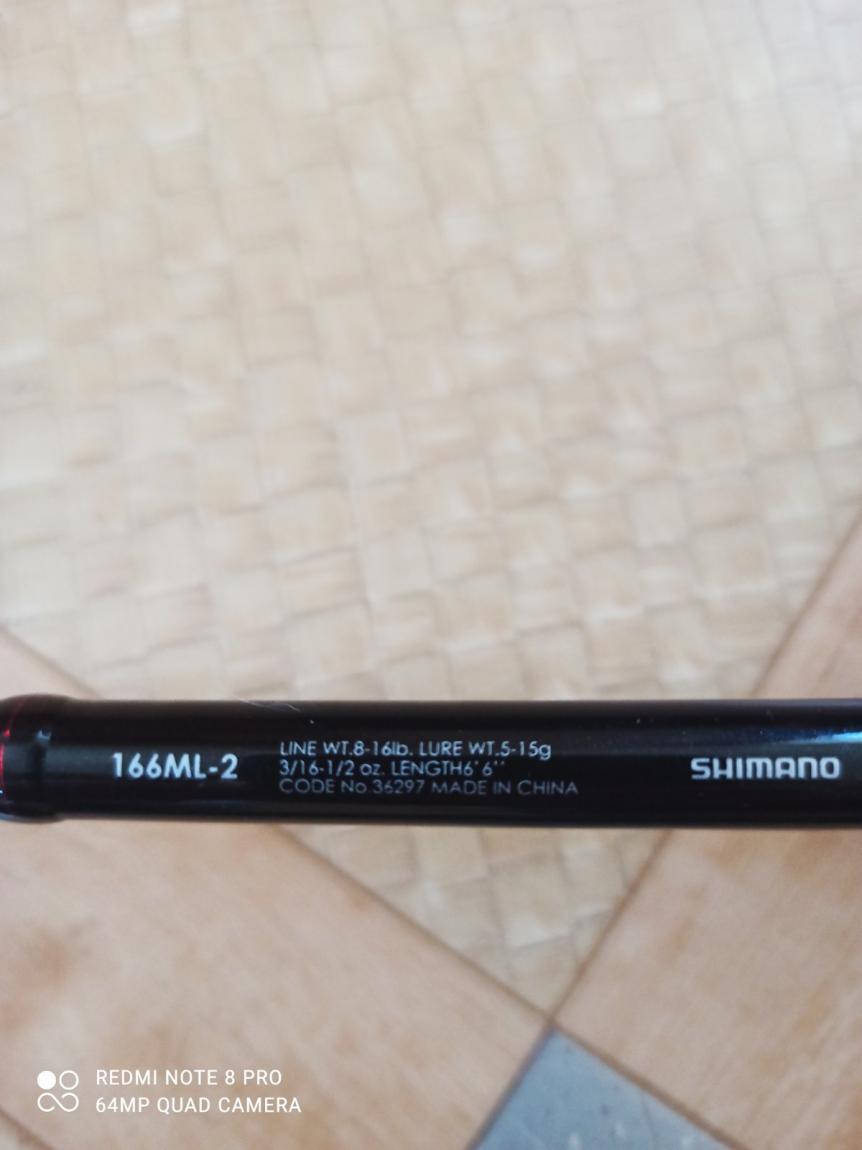 166ML-2
LINE WT.8-16lb. LURE WT.5-15g
3/16-1/2 oz. LENGTH6'6''
CODE No.36297 MADE IN CHINA
SHIMANO
REDMI NOTE 8 PRO
64MP QUAD CAMERA